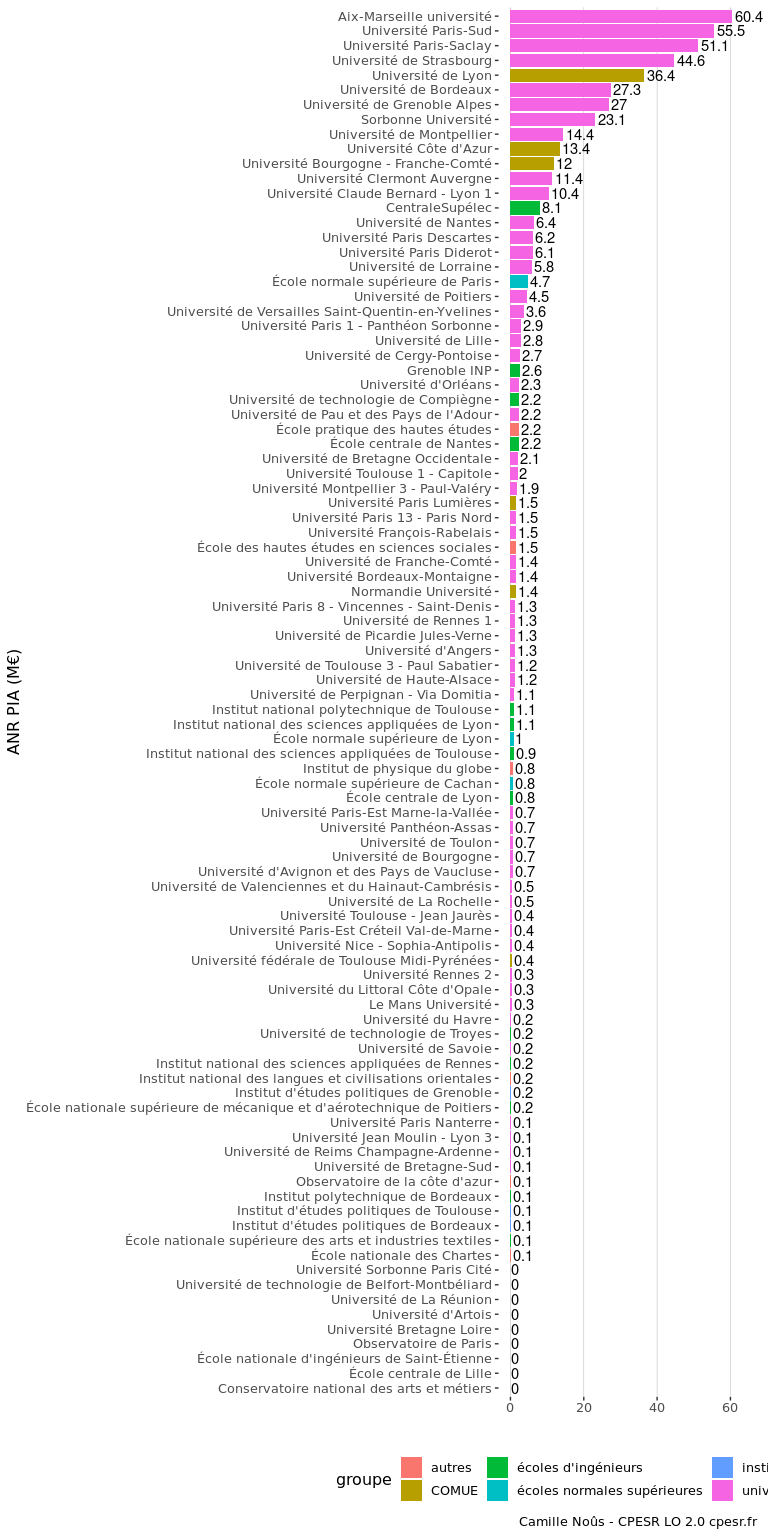 Aix-Marseille université 60.4
Université Paris-Sud 55.5
Université Paris-Saclay 51.1
Université de Strasbourg 44.6
Université de Lyon 36.4
Université de Bordeaux 27.3
Université de Grenoble Alpes 27
Sorbonne Université 23.1
Université de Montpellier 14.4
Université Côte d'Azur 13.4
Université Bourgogne - Franche-Comté 12
Université Clermont Auvergne 11.4
Université Claude Bernard - Lyon 1 10.4
CentraleSupélec 8.1
Université de Nantes 6.4
Université Paris Descartes 6.2
Université Paris Diderot 6.1
Université de Lorraine 5.8
École normale supérieure de Paris 4.7
Université de Poitiers 4.5
Université de Versailles Saint-Quentin-en-Yvelines 3.6
Université Paris 1 - Panthéon Sorbonne 2.9
Université de Lille 2.8
Université de Cergy-Pontoise 2.7
Grenoble INP 2.6
Université d'Orléans 2.3
Université de technologie de Compiègne 2.2
Université de Pau et des Pays de l'Adour 2.2
École pratique des hautes études 2.2
École centrale de Nantes 2.2
Université de Bretagne Occidentale 2.1
Université Toulouse 1 - Capitole 2
Université Montpellier 3 - Paul-Valéry 1.9
Université Paris Lumières 1.5
Université Paris 13 - Paris Nord 1.5
Université François-Rabelais 1.5
École des hautes études en sciences sociales 1.5
Université de Franche-Comté 1.4
Université Bordeaux-Montaigne 1.4
Normandie Université 1.4
Université Paris 8 - Vincennes - Saint-Denis 1.3
Université de Rennes 1 1.3
Université de Picardie Jules-Verne 1.3
Université d'Angers 1.3
Université de Toulouse 3 - Paul Sabatier 1.2
Université de Haute-Alsace 1.2
Université de Perpignan - Via Domitia 1.1
Institut national polytechnique de Toulouse 1.1
Institut national des sciences appliquées de Lyon 1.1
École normale supérieure de Lyon 1
Institut national des sciences appliquées de Toulouse 0.9
Institut de physique du globe 0.8
École normale supérieure de Cachan 0.8
École centrale de Lyon 0.8
Université Paris-Est Marne-la-Vallée 0.7
Université Panthéon-Assas 0.7
Université de Toulon 0.7
Université de Bourgogne 0.7
Université d'Avignon et des Pays de Vaucluse 0.7
Université de Valenciennes et du Hainaut-Cambrésis 0.5
Université de La Rochelle 0.5
Université Toulouse - Jean Jaurès 0.4
Université Paris-Est Créteil Val-de-Marne 0.4
Université Nice - Sophia-Antipolis 0.4
Université fédérale de Toulouse Midi-Pyrénées 0.4
Université Rennes 2 0.3
Université du Littoral Côte d'Opale 0.3
Le Mans Université 0.3
Université du Havre 0.2
Université de technologie de Troyes 0.2
Université de Savoie 0.2
Institut national des sciences appliquées de Rennes 0.2
Institut national des langues et civilisations orientales 0.2
Institut d'études politiques de Grenoble 0.2
École nationale supérieure de mécanique et d'aérotechnique de Poitiers 0.2
Université Paris Nanterre 0.1
Université Jean Moulin - Lyon 3 0.1
Université de Reims Champagne-Ardenne 0.1
Université de Bretagne-Sud 0.1
Observatoire de la côte d'azur 0.1
Institut polytechnique de Bordeaux 0.1
Institut d'études politiques de Toulouse 0.1
Institut d'études politiques de Bordeaux 0.1
École nationale supérieure des arts et industries textiles 0.1
École nationale des Chartes 0.1
Université Sorbonne Paris Cité 0
Université de technologie de Belfort-Montbéliard 0
Université de La Réunion 0
Université d'Artois 0
Université Bretagne Loire 0
Observatoire de Paris 0
École nationale d'ingénieurs de Saint-Étienne 0
École centrale de Lille 0
Conservatoire national des arts et métiers 0
ANR PIA (M€)
0 20 40 60
groupe
autres écoles d'ingénieurs insti
COMUE écoles normales supérieures univ
Camille Noûs - CPESR LO 2.0 cpesr.fr